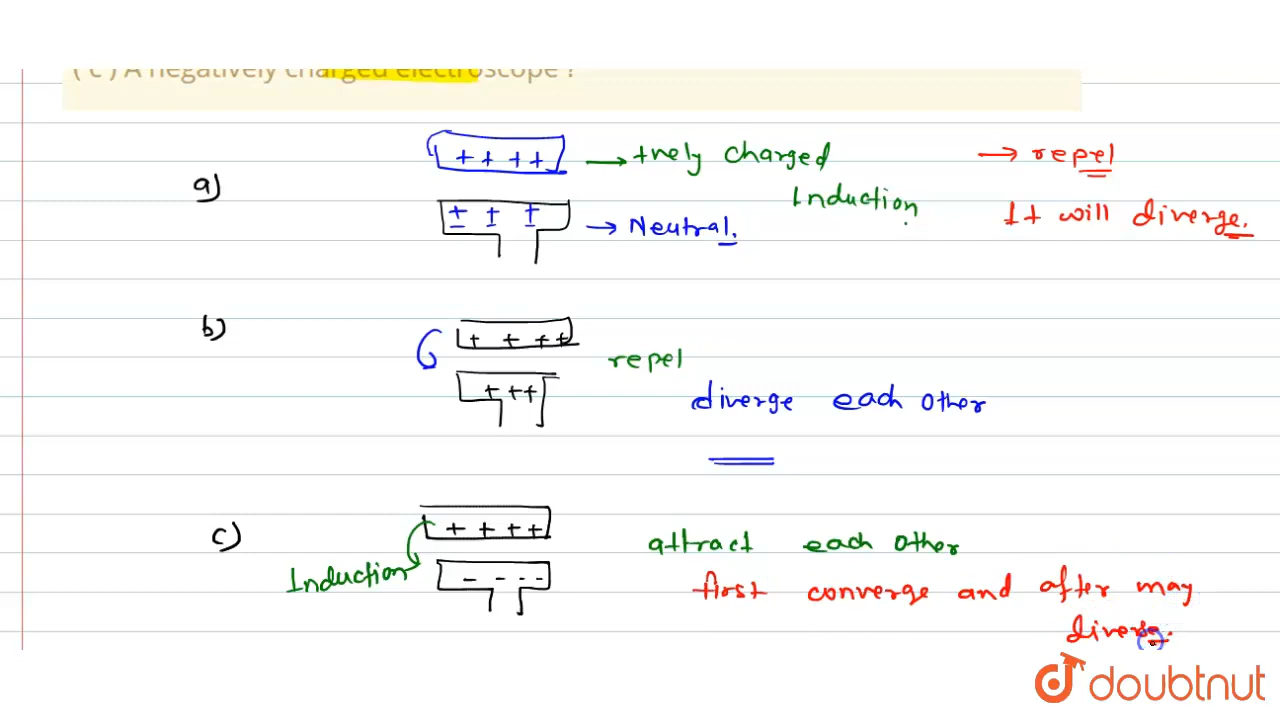 ( c ) A negatively charged electroscope ?
+ + + + → +vely charged → repel
a)
Induction
+ + + → Neutral. It will diverge.
- - -
b)
+ + + +
repel
+ + +
diverge each other
c)
+ + + + attract each other
Induction - - - - first converge and after may
diverge.
doubtnut